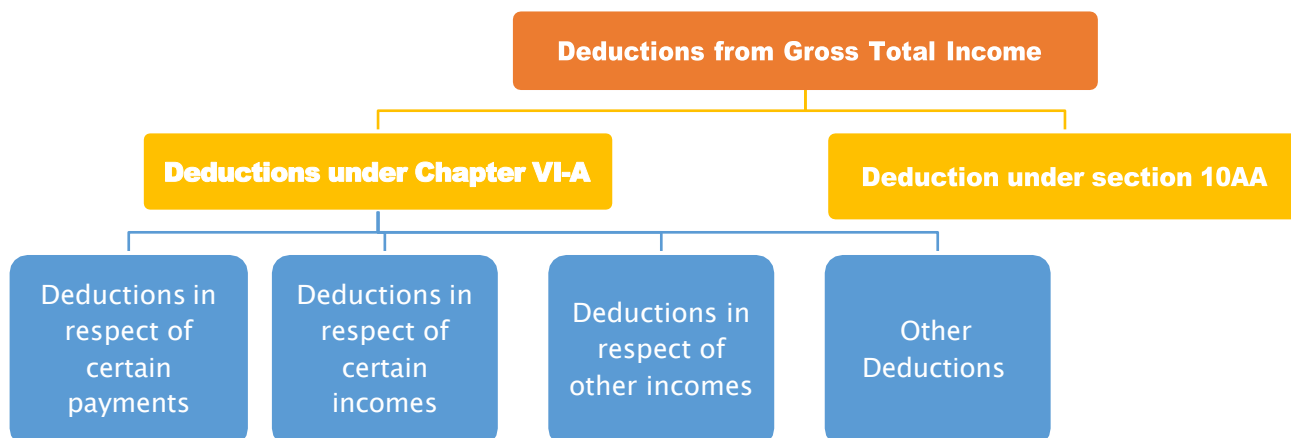 Deductions from Gross Total Income
Deductions under Chapter VI-A
Deduction under section 10AA
Deductions in
respect of
certain
payments
Deductions in
respect of
certain
incomes
Deductions in
respect of
other incomes
Other
Deductions